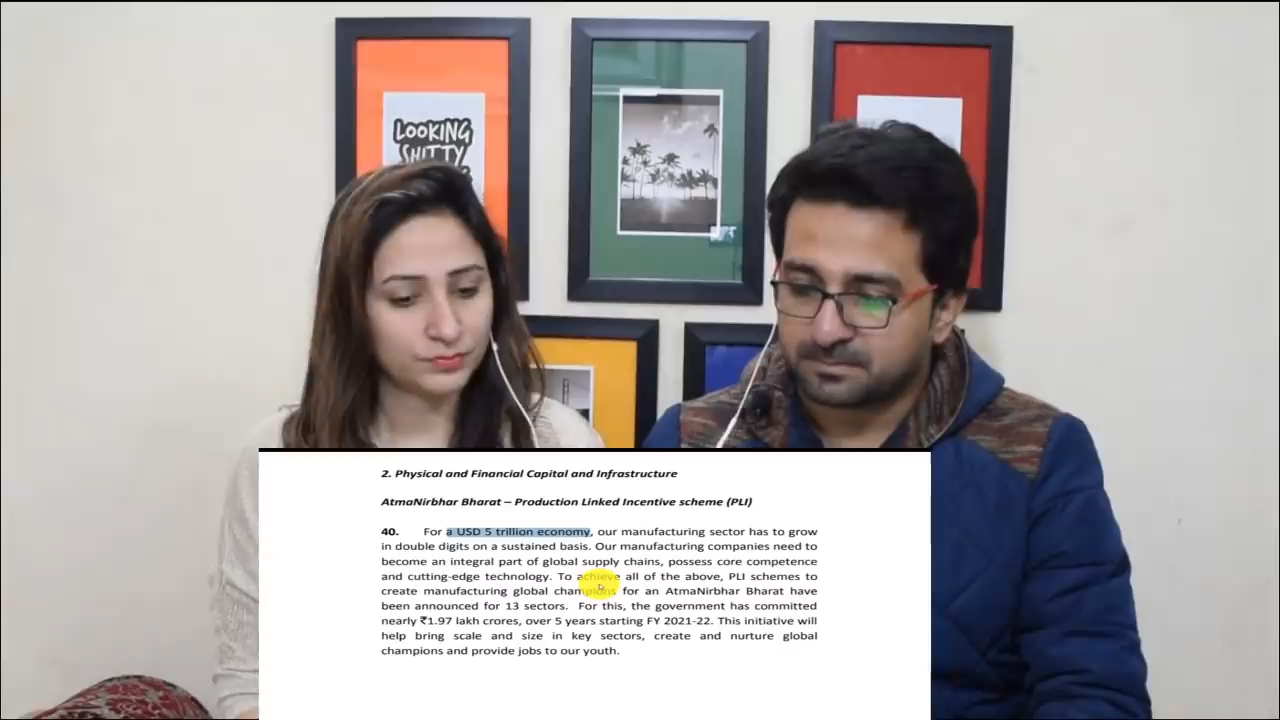 LOOKING
SHITTY
2. Physical and Financial Capital and Infrastructure
AtmaNirbhar Bharat – Production Linked Incentive scheme (PLI)
40. For a USD 5 trillion economy, our manufacturing sector has to grow
in double digits on a sustained basis. Our manufacturing companies need to
become an integral part of global supply chains, possess core competence
and cutting-edge technology. To achieve all of the above, PLI schemes to
create manufacturing global champions for an AtmaNirbhar Bharat have
been announced for 13 sectors. For this, the government has committed
nearly ₹1.97 lakh crores, over 5 years starting FY 2021-22. This initiative will
help bring scale and size in key sectors, create and nurture global
champions and provide jobs to our youth.